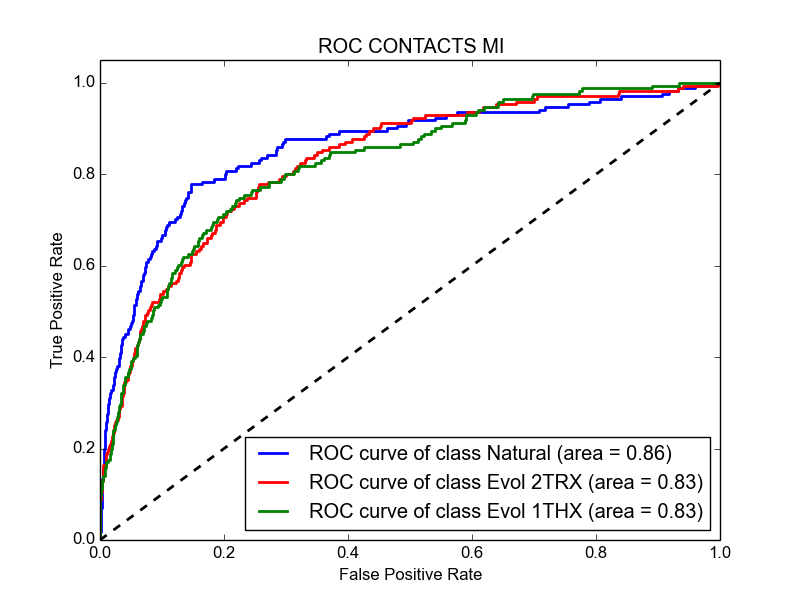 ROC CONTACTS MI
1.0
0.8
0.6
0.4
0.2
0.0
True Positive Rate
ROC curve of class Natural (area = 0.86)
ROC curve of class Evol 2TRX (area = 0.83)
ROC curve of class Evol 1THX (area = 0.83)
0.0 0.2 0.4 0.6 0.8 1.0
False Positive Rate